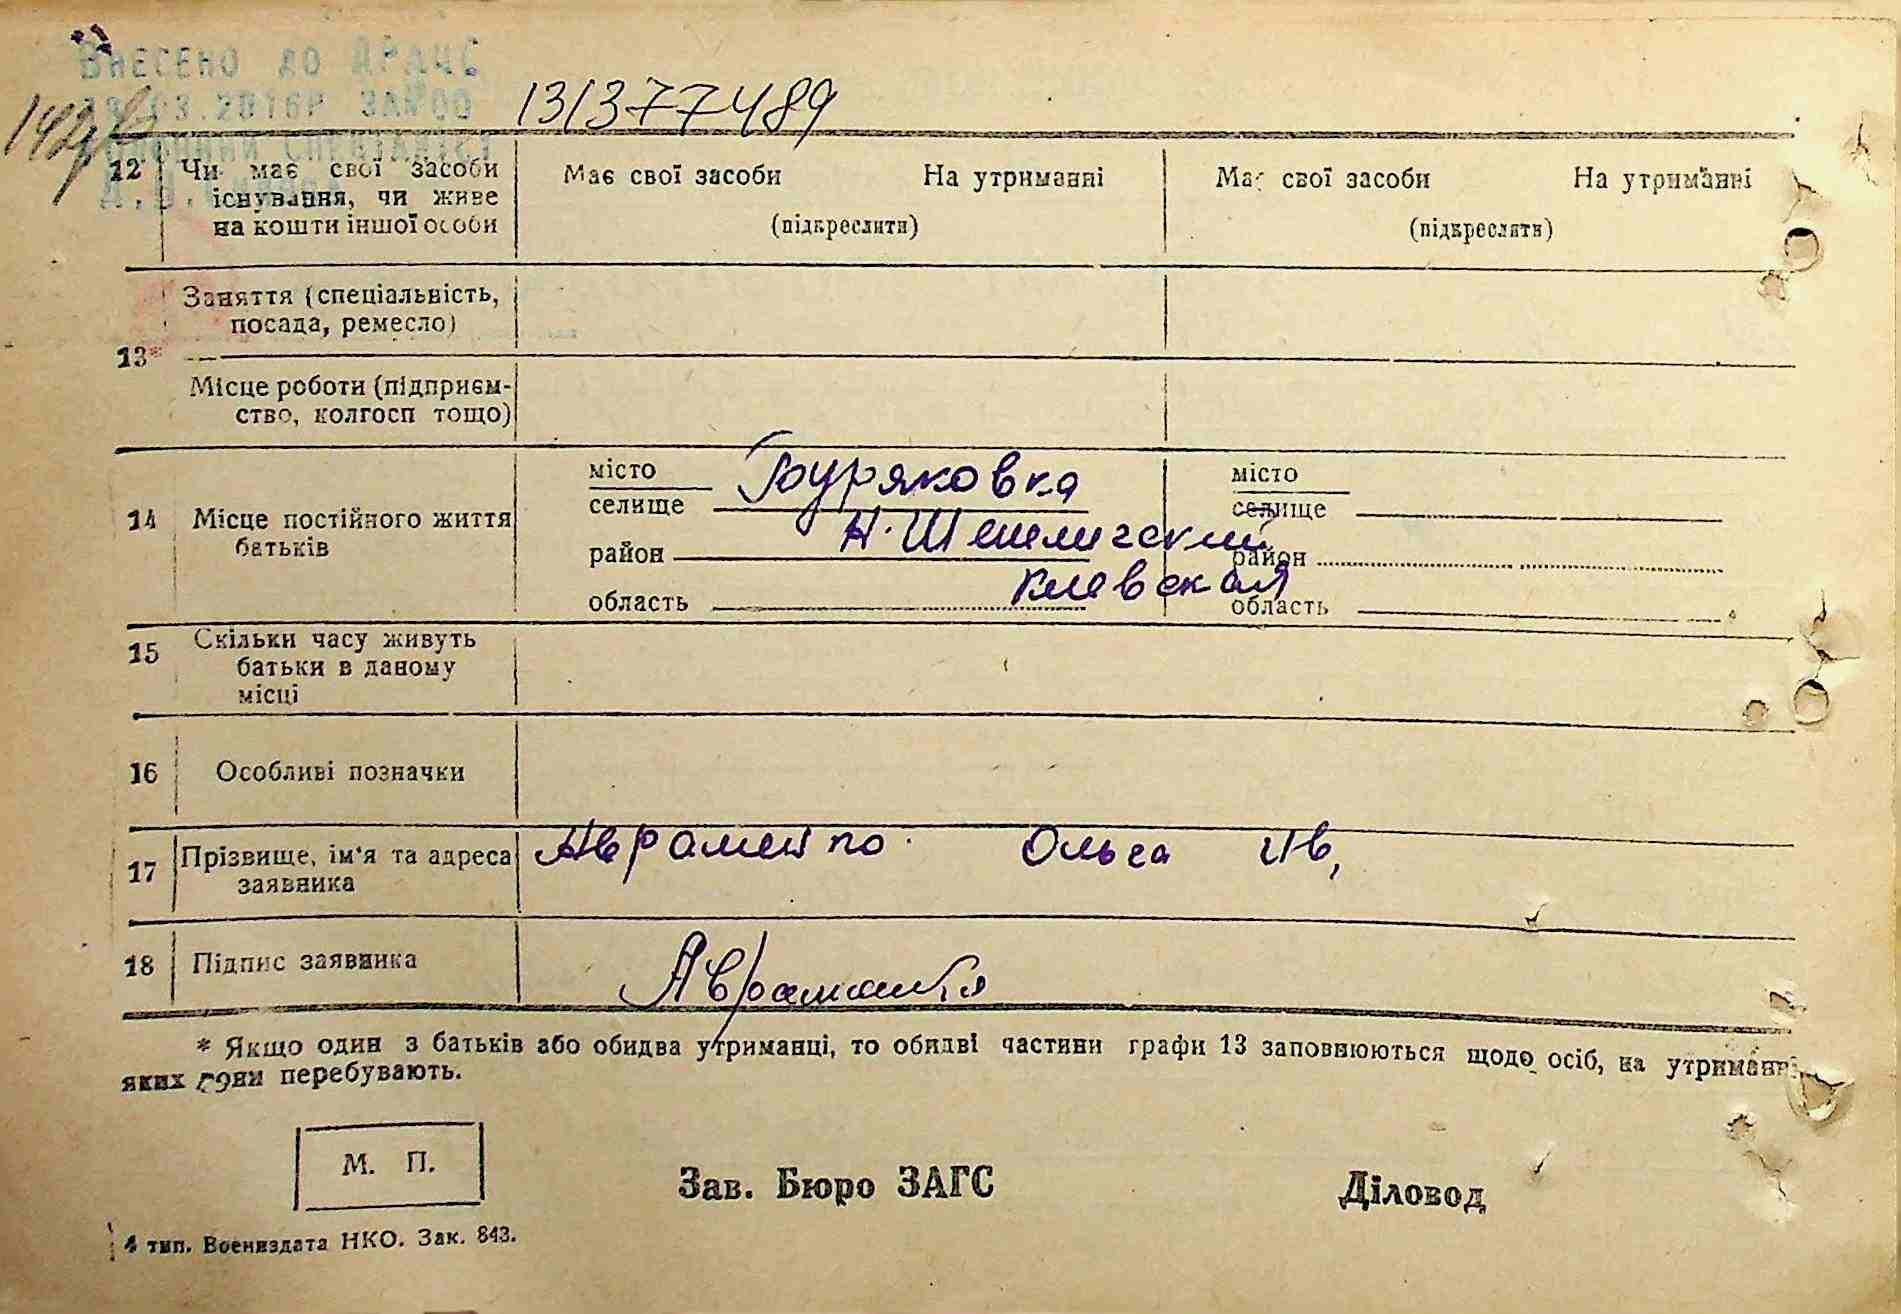 Внесено до ДРАЦС
131377489
12 Чи має свої засоби існування, чи живе на кошти іншої особи
Має свої засоби На утриманні
(підкреслити)
Має свої засоби На утриманні
(підкреслити)
13*
Заняття (спеціальність, посада, ремесло)
Місце роботи (підприєм-
ство, колгосп тощо)
14 Місце постійного життя батьків
місто
селище Буряковка
район Н. Шепеличский
область Киевская
місто
селище
район
область
15 Скільки часу живуть
батьки в даному
місці
16 Особливі позначки
17 Прізвище, ім'я та адреса
заявника
Авраменко Ольга Ив,
18 Підпис заявника
* Якщо один з батьків або обидва утриманці, то обидві частини графи 13 заповнюються щодо осіб, на утриманні
яких вони перебувають.
М. П.
Зав. Бюро ЗАГС Діловод
4 тип. Воениздата НКО. Зак. 843.